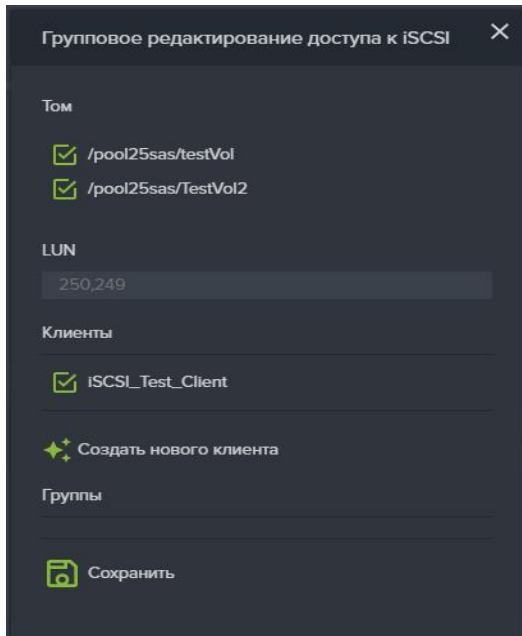 Групповое редактирование доступа к iSCSI
Том
/pool25sas/testVol
/pool25sas/TestVol2
LUN
250,249
Клиенты
iSCSI_Test_Client
Создать нового клиента
Группы
Сохранить